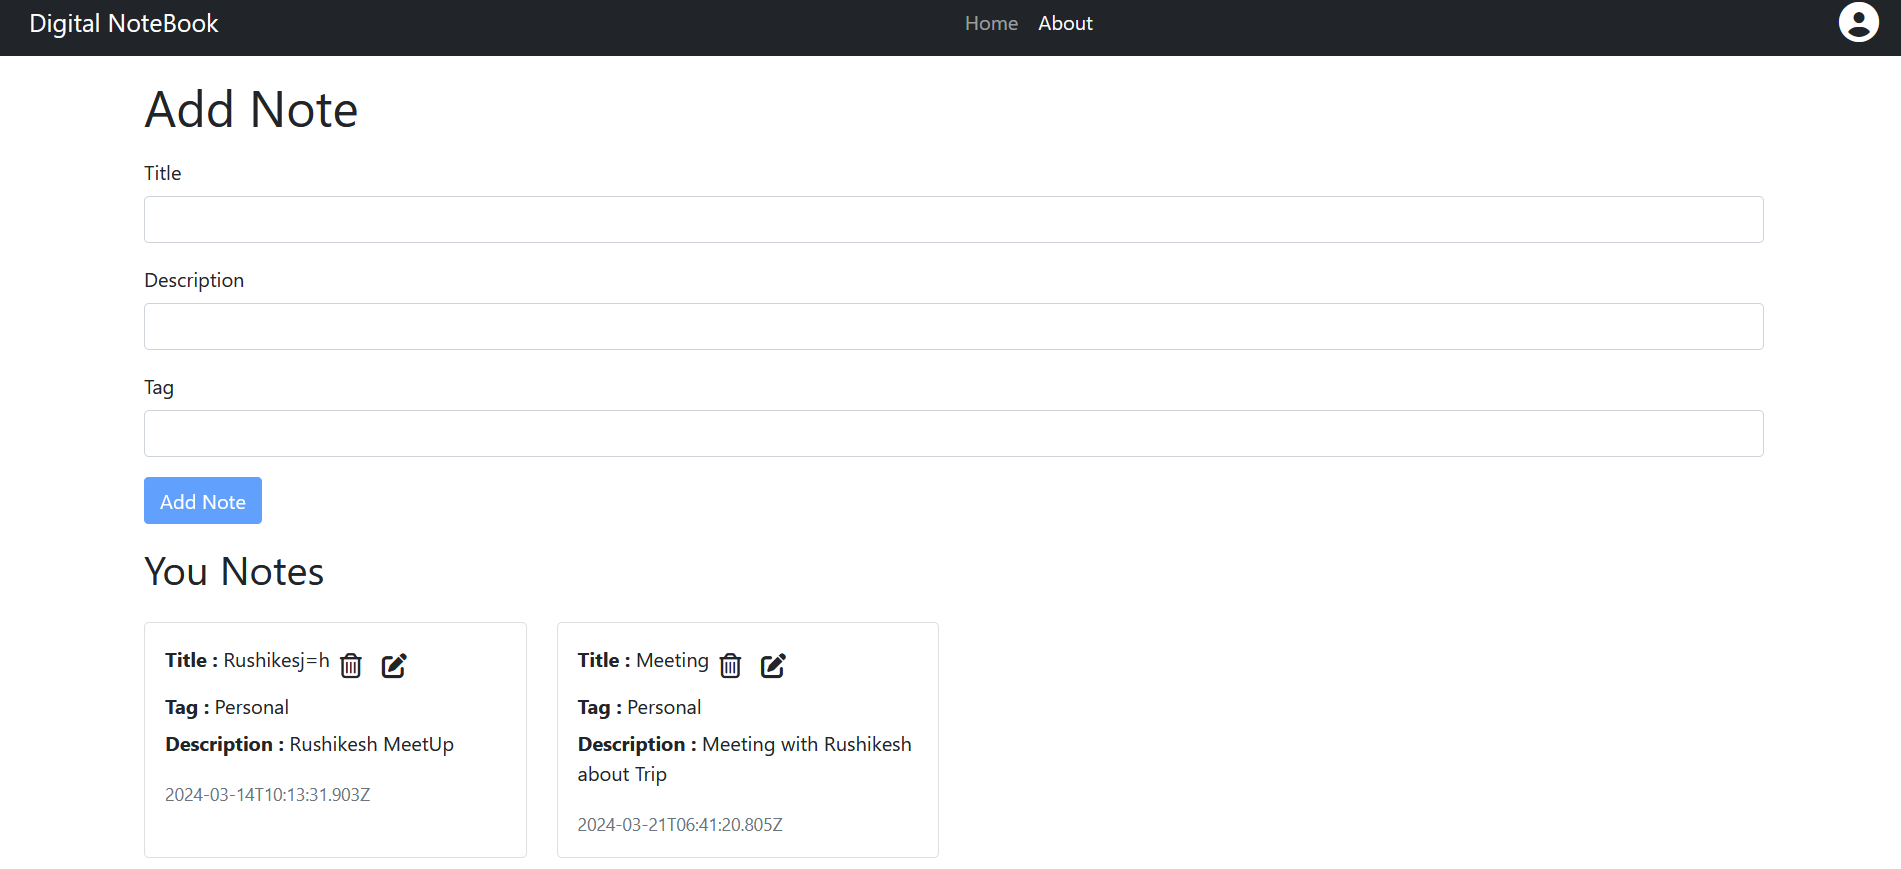 Digital NoteBook
Home About
Add Note
Title
Description
Tag
Add Note
You Notes
Title : Rushikesj=h
Tag : Personal
Description : Rushikesh MeetUp
2024-03-14T10:13:31.903Z
Title : Meeting
Tag : Personal
Description : Meeting with Rushikesh
about Trip
2024-03-21T06:41:20.805Z